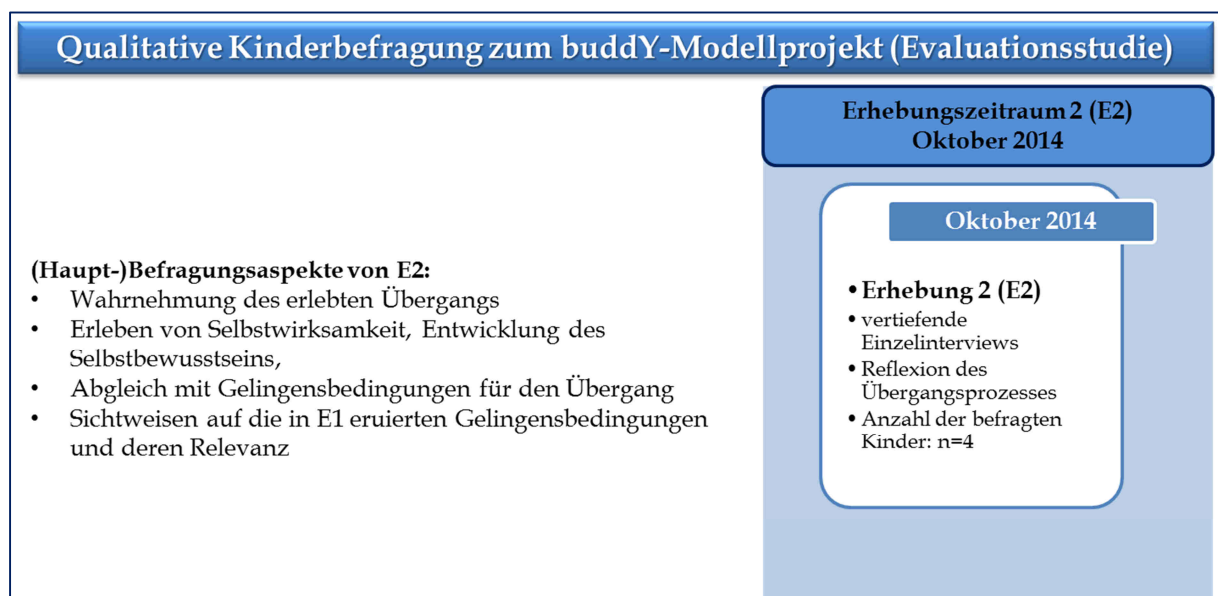 Qualitative Kinderbefragung zum buddY-Modellprojekt (Evaluationsstudie)
(Haupt-)Befragungsaspekte von E2:
• Wahrnehmung des erlebten Übergangs
• Erleben von Selbstwirksamkeit, Entwicklung des
Selbstbewusstseins,
• Abgleich mit Gelingensbedingungen für den Übergang
• Sichtweisen auf die in E1 eruierten Gelingensbedingungen
und deren Relevanz
Erhebungszeitraum 2 (E2)
Oktober 2014
Oktober 2014
•Erhebung 2 (E2)
•vertiefende
Einzelinterviews
•Reflexion des
Übergangsprozesses
•Anzahl der befragten
Kinder: n=4